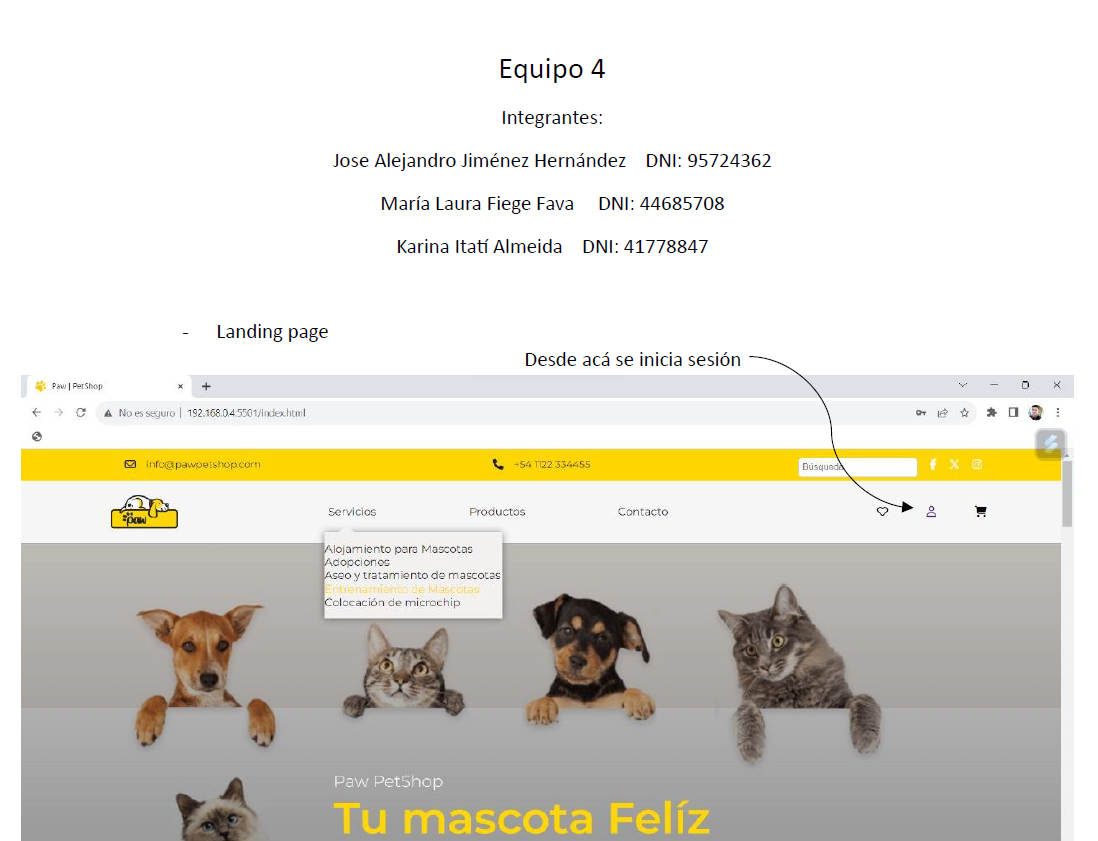 Equipo 4
Integrantes:
Jose Alejandro Jiménez Hernández DNI: 95724362
María Laura Fiege Fava DNI: 44685708
Karina Itatí Almeida DNI: 41778847
- Landing page
Desde acá se inicia sesión
Paw | PetShop
No es seguro | 192.168.0.4:5501/index.html
info@pawpetshop.com +54 1122 334455 Búsqueda
paw Servicios Productos Contacto
Alojamiento para Mascotas
Adopciones
Aseo y tratamiento de mascotas
Entrenamiento de Mascotas
Colocación de microchip
Paw PetShop
Tu mascota Felíz